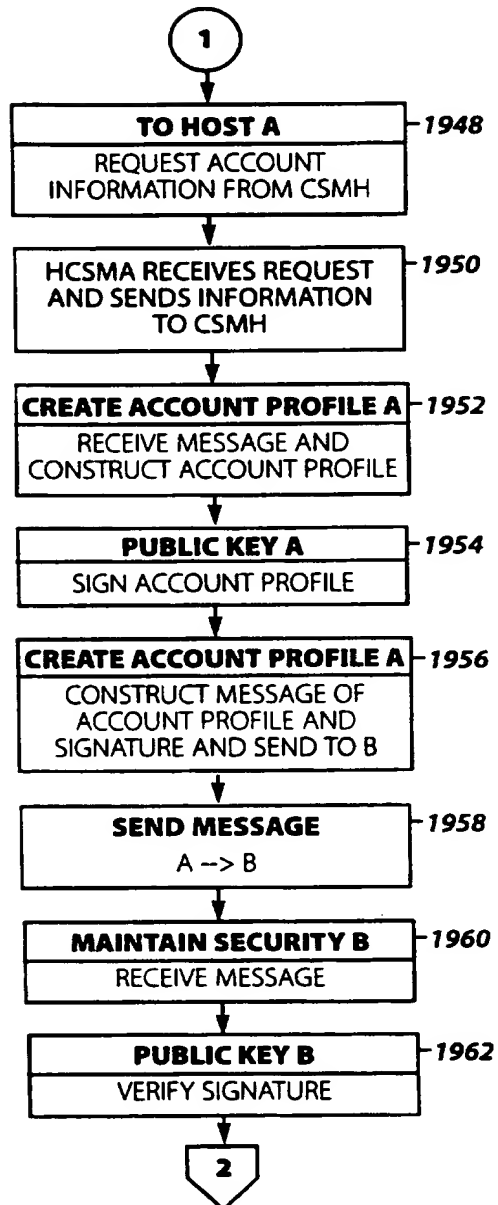 1
TO HOST A
1948
REQUEST ACCOUNT
INFORMATION FROM CSMH
HCSMA RECEIVES REQUEST
AND SENDS INFORMATION
TO CSMH
1950
CREATE ACCOUNT PROFILE A
1952
RECEIVE MESSAGE AND
CONSTRUCT ACCOUNT PROFILE
PUBLIC KEY A
1954
SIGN ACCOUNT PROFILE
CREATE ACCOUNT PROFILE A
1956
CONSTRUCT MESSAGE OF
ACCOUNT PROFILE AND
SIGNATURE AND SEND TO B
SEND MESSAGE
1958
A --> B
MAINTAIN SECURITY B
1960
RECEIVE MESSAGE
PUBLIC KEY B
1962
VERIFY SIGNATURE
2